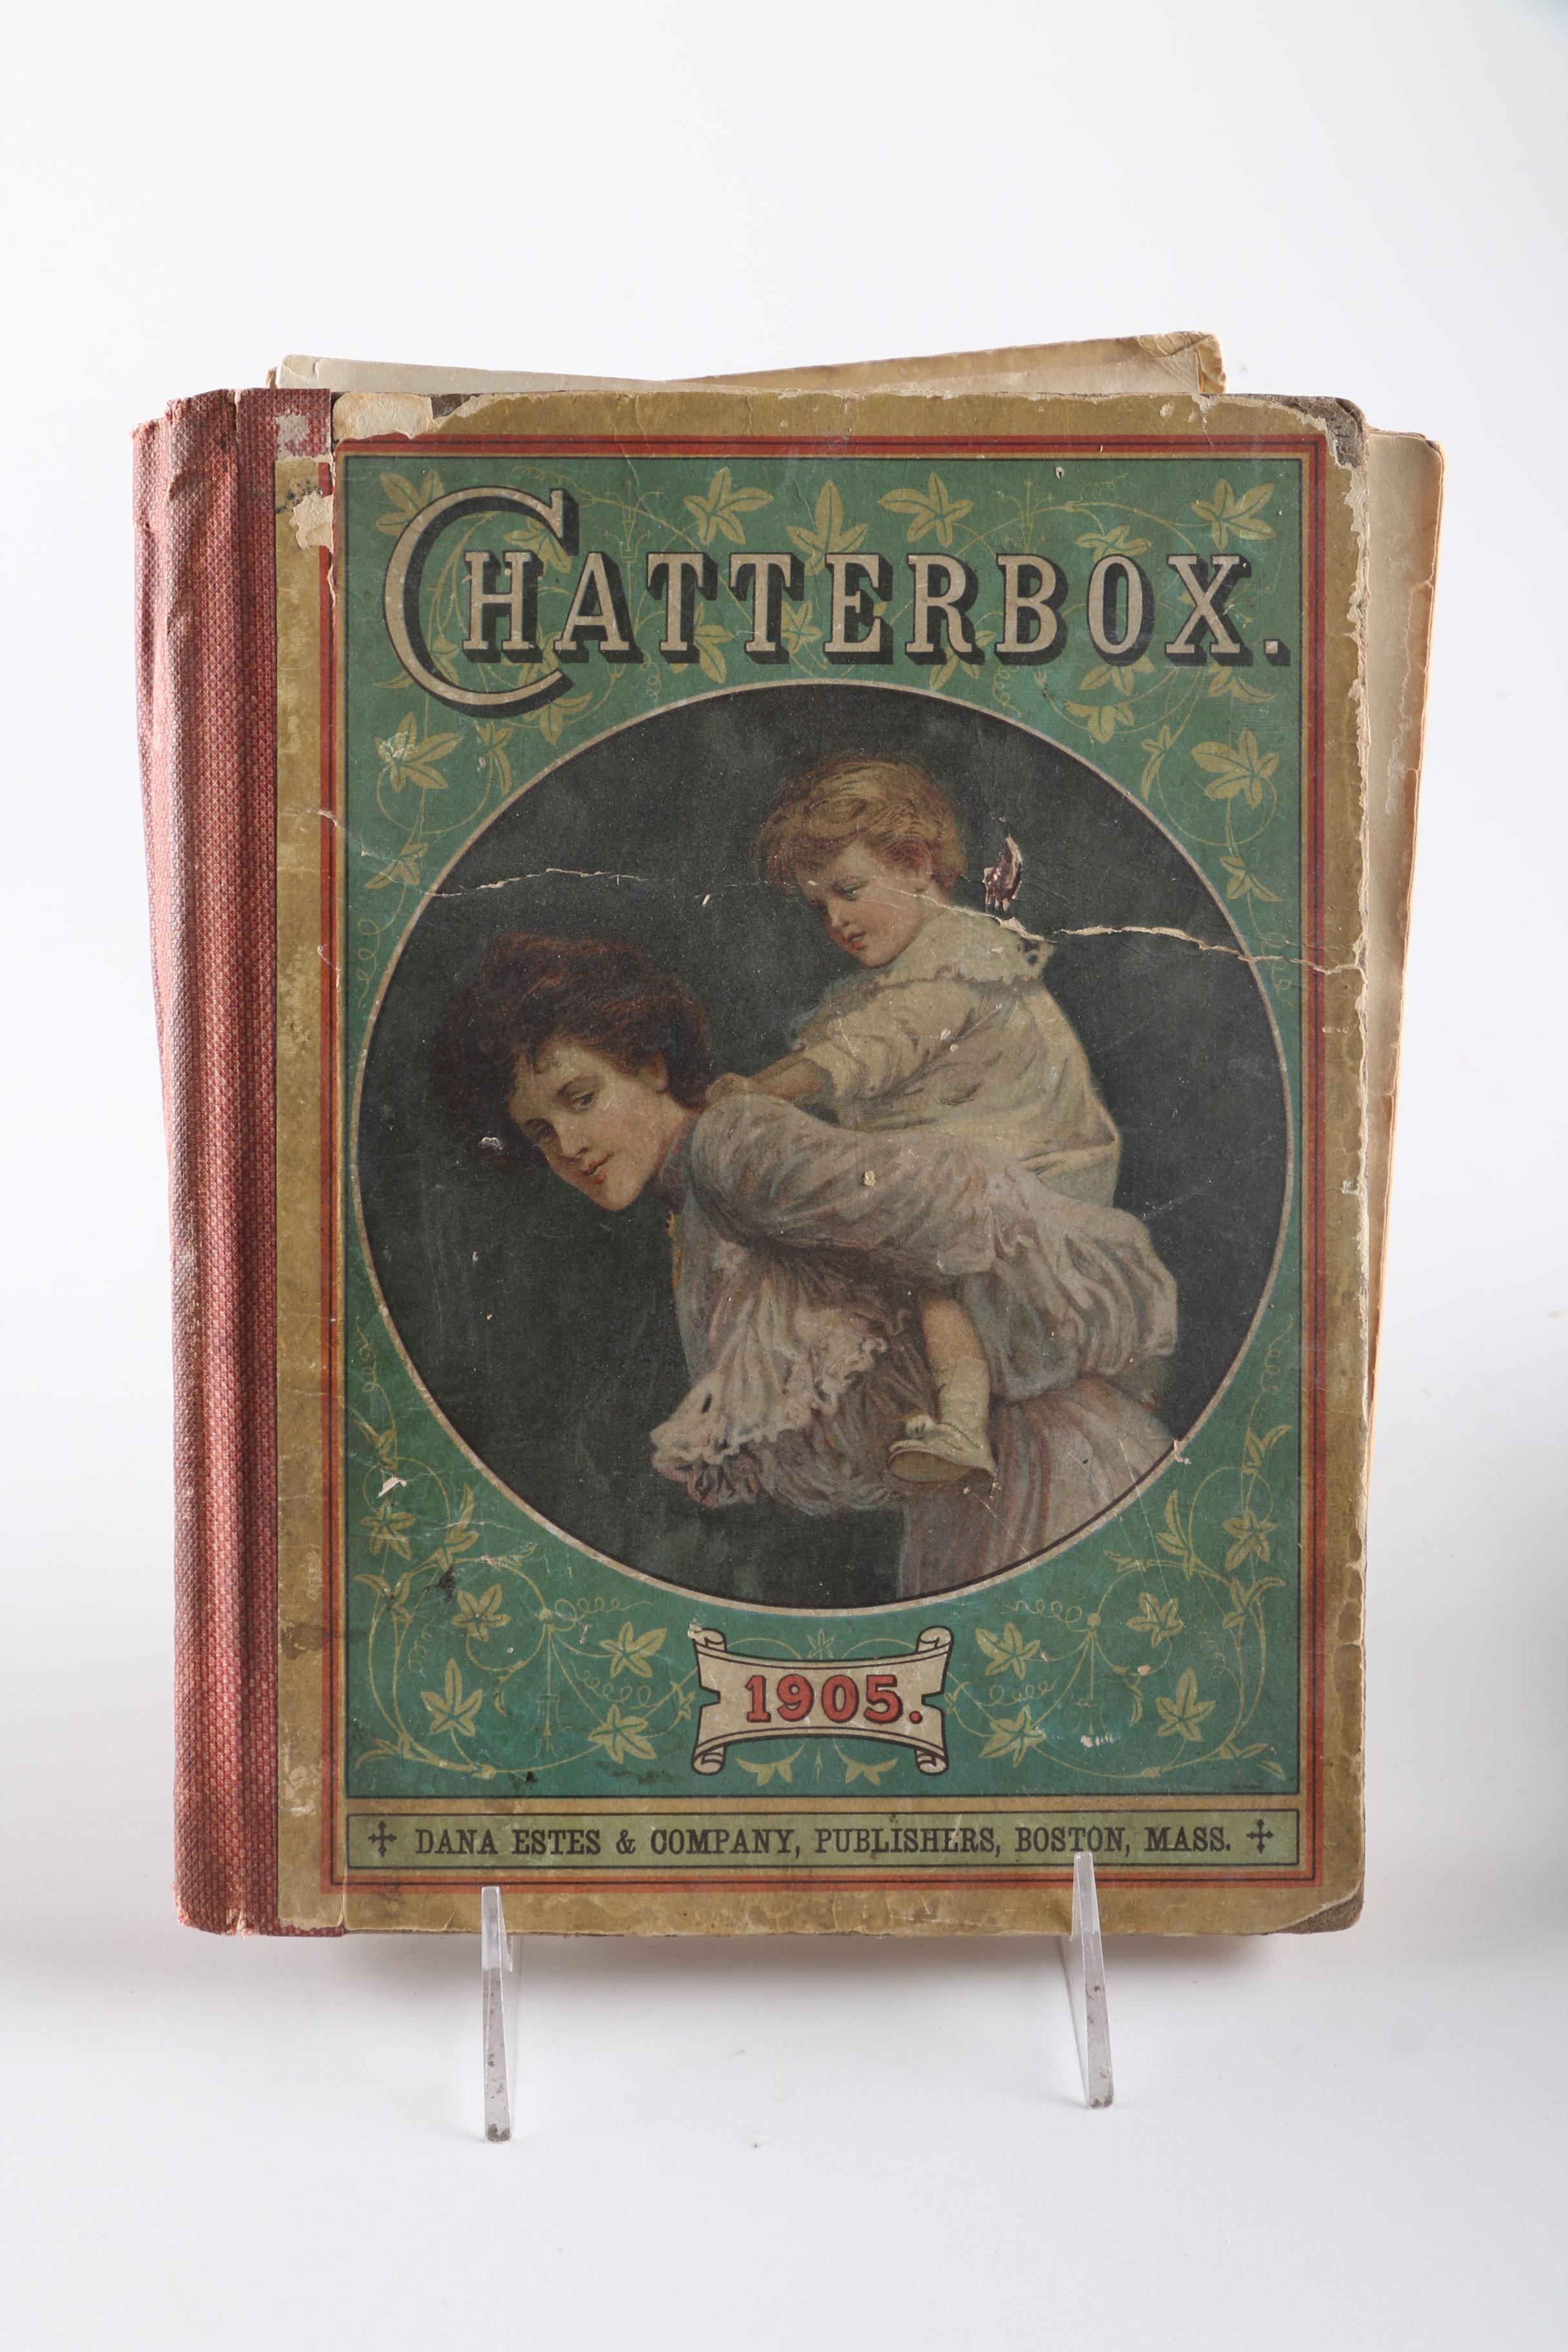 CHATTERBOX.
1905.
DANA ESTES & COMPANY, PUBLISHERS, BOSTON, MASS.